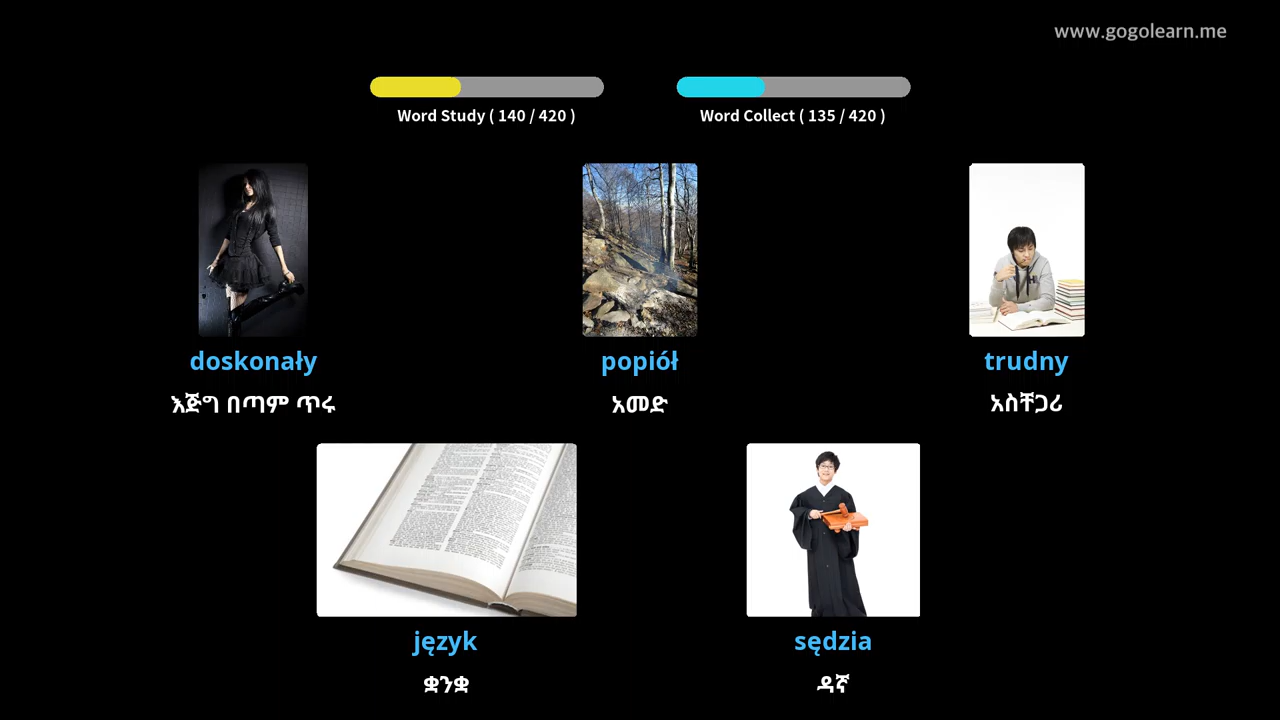 www.gogolearn.me
Word Study ( 140 / 420 )
Word Collect ( 135 / 420 )
doskonały
popiół
trudny
እጅግ በጣም ጥሩ
አመድ
አስቸጋሪ
język
sędzia
ቋንቋ
ዳኛ